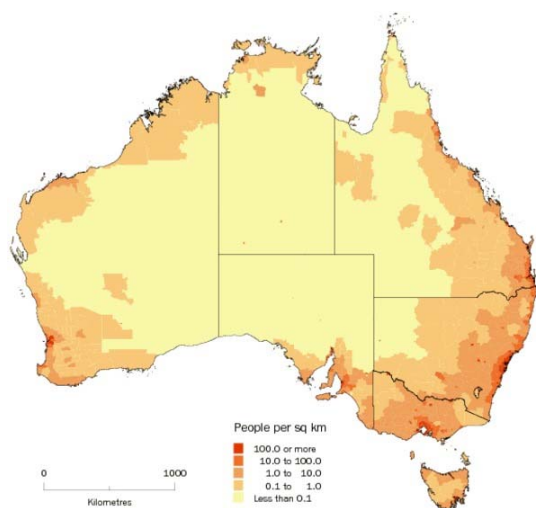 People per sq km
100.0 or more
10.0 to 100.0
1.0 to 10.0
0.1 to 1.0
Less than 0.1
0 1000
Kilometres